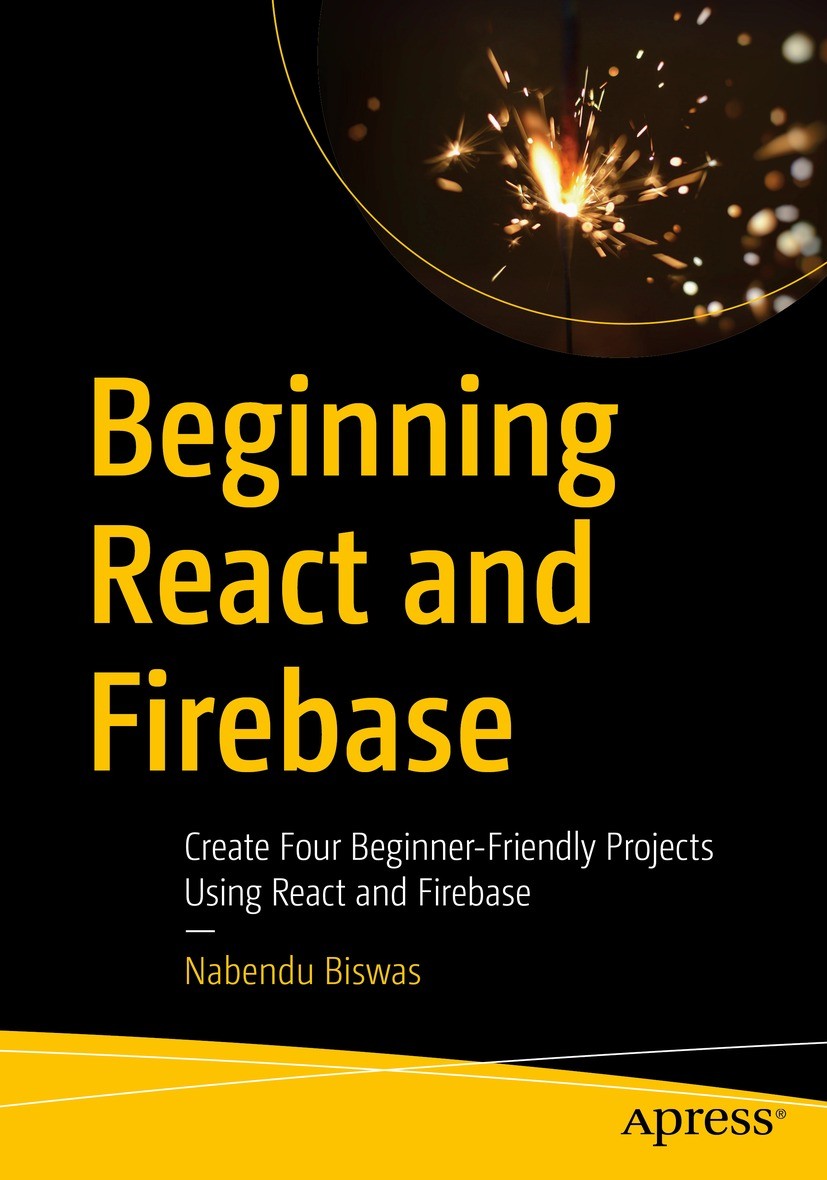 Beginning
React and
Firebase
Create Four Beginner-Friendly Projects
Using React and Firebase
—
Nabendu Biswas
Apress®